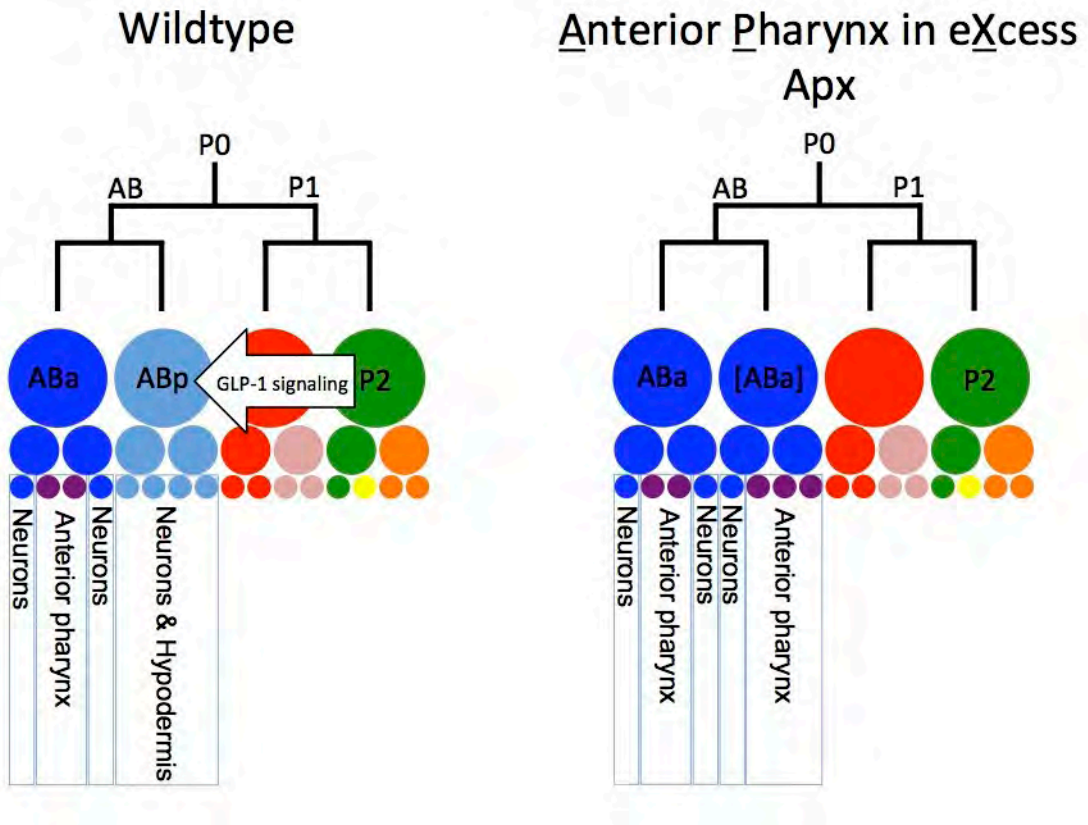 Wildtype
Anterior Pharynx in eXcess
Apx
P0
AB
P1
ABa
ABp
GLP-1 signaling
P2
Neurons
Anterior pharynx
Neurons
Neurons & Hypodermis
P0
AB
P1
ABa
[ABa]
P2
Neurons
Anterior pharynx
Neurons
Neurons
Anterior pharynx